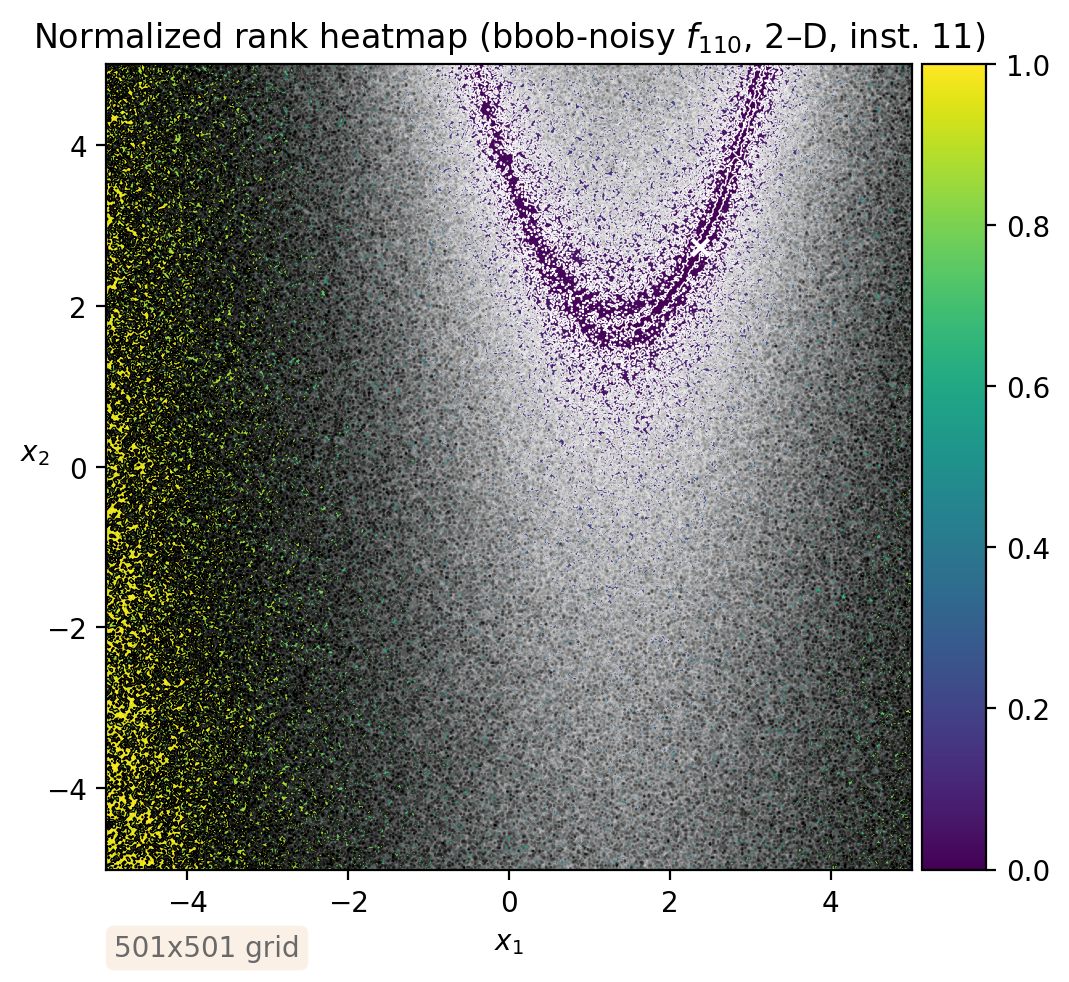 Normalized rank heatmap (bbob-noisy f₁₁₀, 2–D, inst. 11)
1.0
4
0.8
2
0.6
x₂
0
0.4
−2
0.2
−4
0.0
−4 −2 0 2 4
x₁
501x501 grid